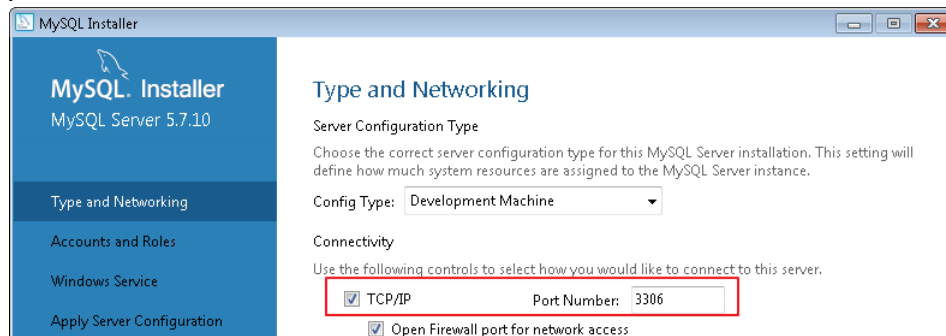 MySQL Installer
MySQL. Installer
MySQL Server 5.7.10
Type and Networking
Accounts and Roles
Windows Service
Apply Server Configuration
Type and Networking
Server Configuration Type
Choose the correct server configuration type for this MySQL Server installation. This setting will
define how much system resources are assigned to the MySQL Server instance.
Config Type: Development Machine
Connectivity
Use the following controls to select how you would like to connect to this server.
TCP/IP Port Number: 3306
Open Firewall port for network access